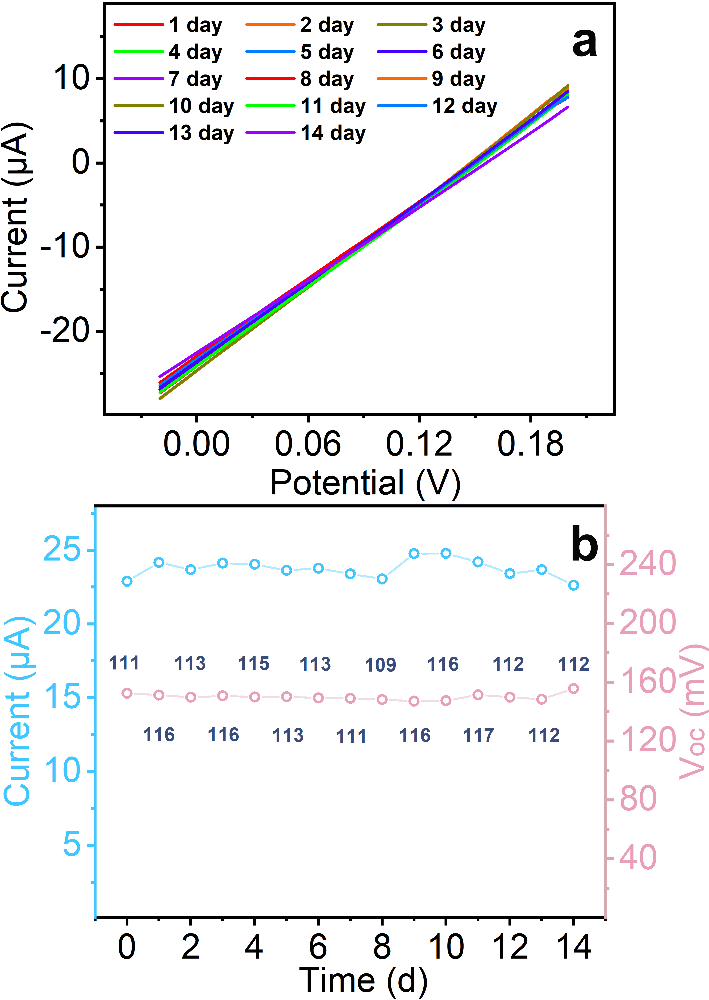 1 day 2 day 3 day
4 day 5 day 6 day
7 day 8 day 9 day
10 day 11 day 12 day
13 day 14 day
a
10
0
-10
-20
Current (μA)
0.00 0.06 0.12 0.18
Potential (V)
b
25
20
15
10
5
Current (μA)
111 113 115 113 109 116 112 112
116 116 113 111 116 117 112
240
200
160
120
80
40
Voc (mV)
0 2 4 6 8 10 12 14
Time (d)